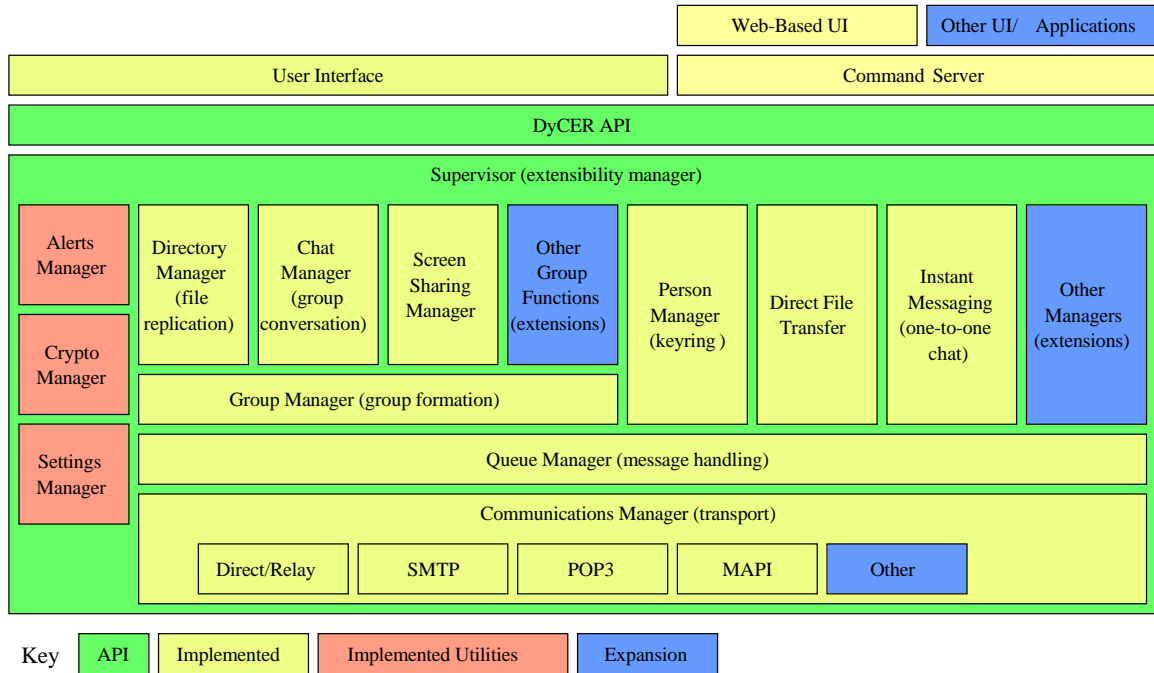 Web-Based UI
Other UI/ Applications
User Interface
Command Server
DyCER API
Supervisor (extensibility manager)
Alerts
Manager
Crypto
Manager
Settings
Manager
Directory
Manager
(file
replication)
Chat
Manager
(group
conversation)
Screen
Sharing
Manager
Other
Group
Functions
(extensions)
Person
Manager
(keyring )
Direct File
Transfer
Instant
Messaging
(one-to-one
chat)
Other
Managers
(extensions)
Group Manager (group formation)
Queue Manager (message handling)
Communications Manager (transport)
Direct/Relay
SMTP
POP3
MAPI
Other
Key
API
Implemented
Implemented Utilities
Expansion